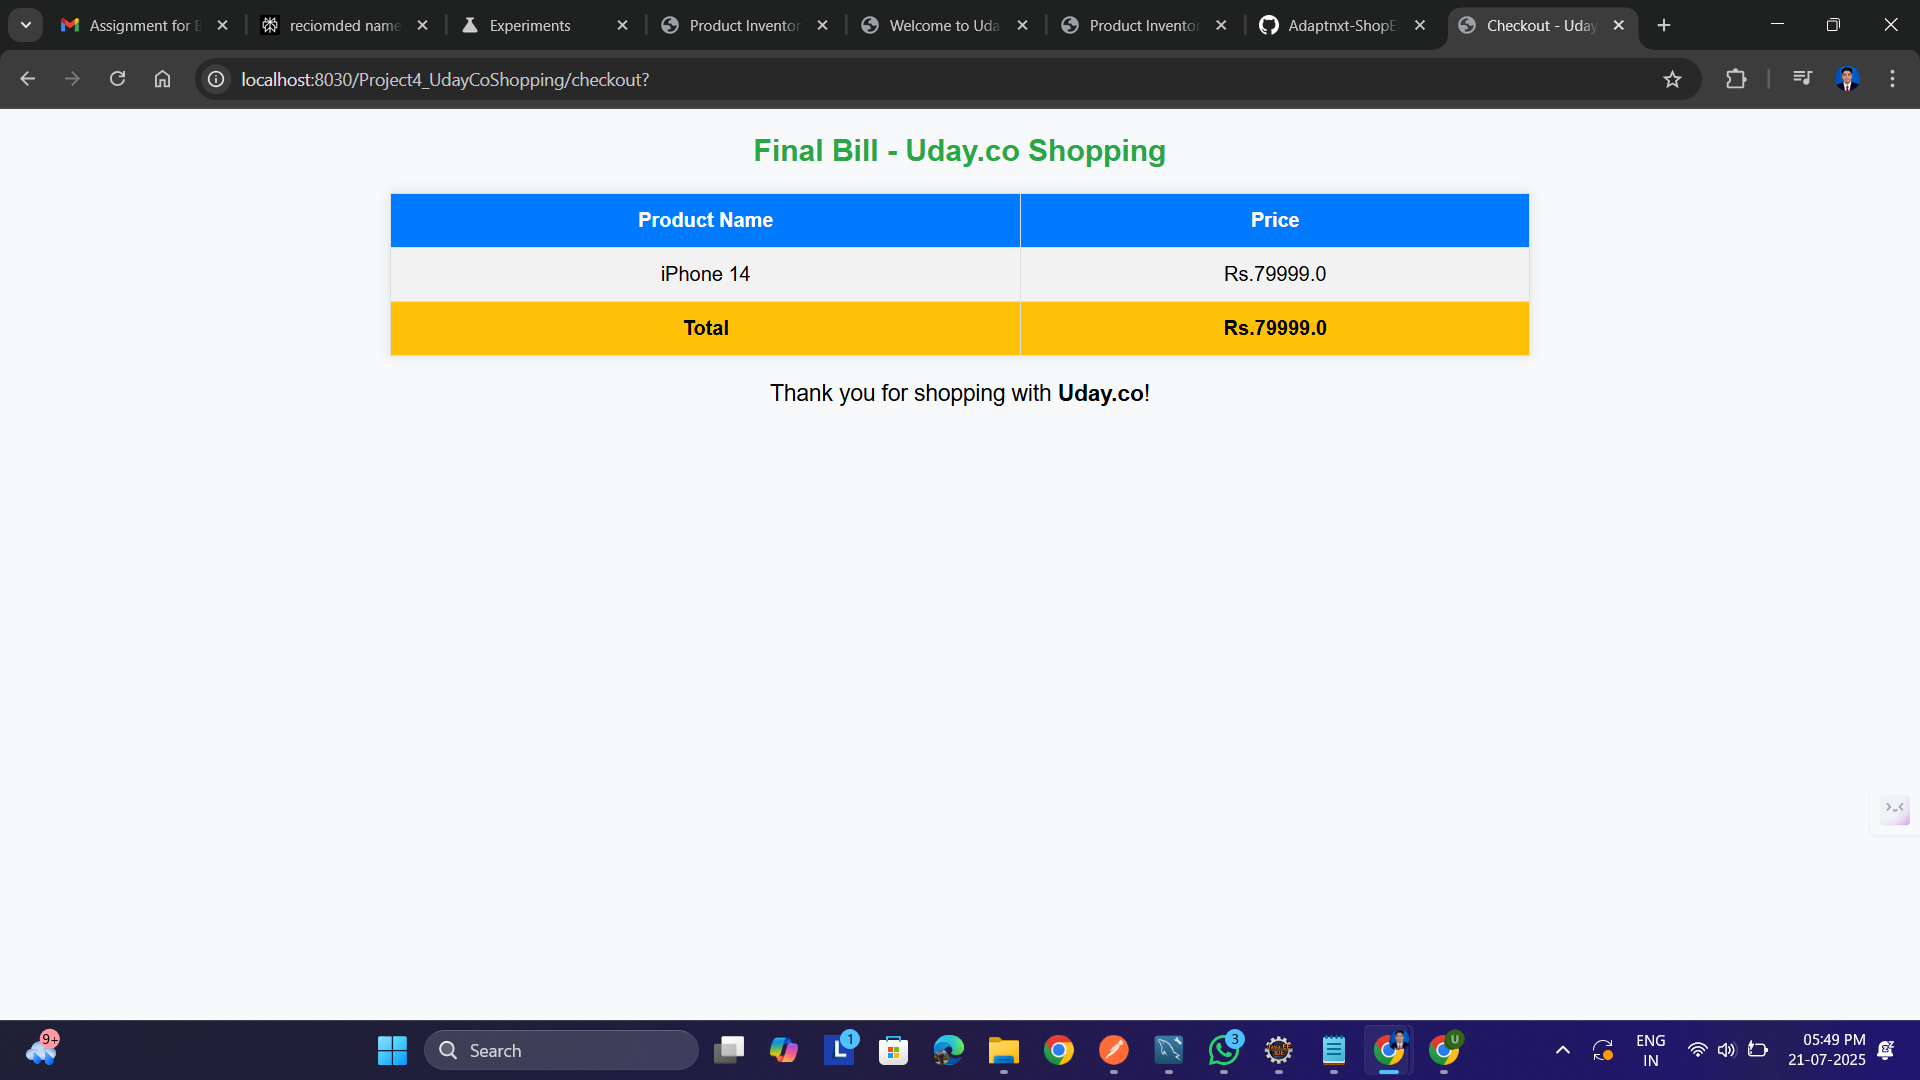 Assignment for B
reciomded name
Experiments
Product Inventor
Welcome to Uda
Product Inventor
Adaptnxt-ShopE
Checkout - Uday
localhost:8030/Project4_UdayCoShopping/checkout?
Final Bill - Uday.co Shopping
Product Name Price
iPhone 14 Rs.79999.0
Total Rs.79999.0
Thank you for shopping with Uday.co!
9+
Search
L 1
3
U
ENG
IN
05:49 PM
21-07-2025